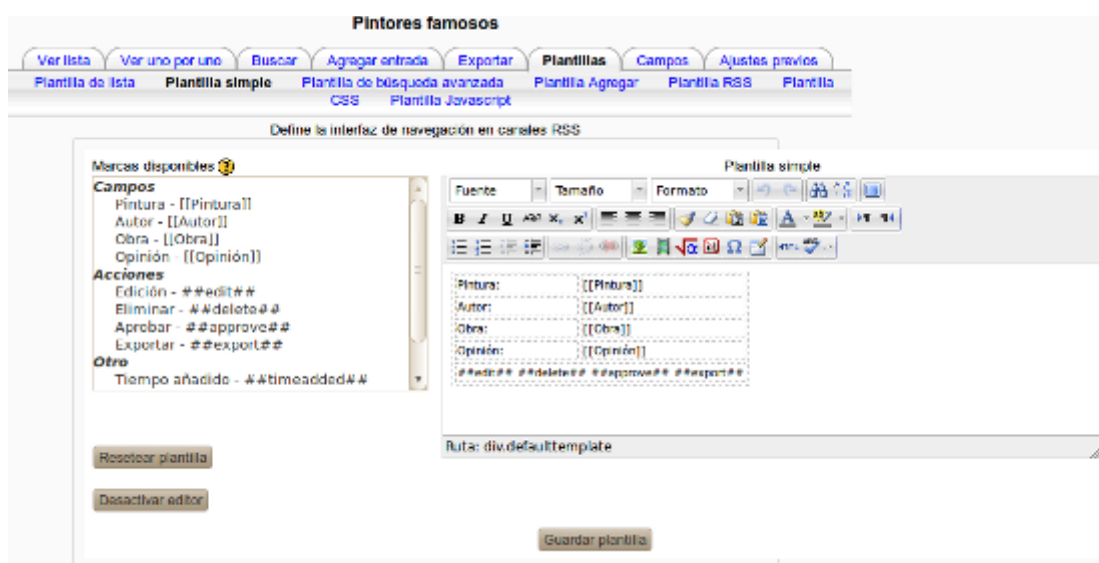 Pintores famosos
Ver lista Ver uno por uno Buscar Agregar entrada Exportar Plantillas Campos Ajustes previos
Plantilla de lista Plantilla simple Plantilla de búsqueda avanzada Plantilla Agregar Plantilla RSS Plantilla
CSS Plantilla Javascript
Define la interfaz de navegación en canales RSS
Marcas disponibles
Plantilla simple
Campos
Pintura - [[Pintura]]
Autor - [[Autor]]
Obra - [[Obra]]
Opinión - [[Opinión]]
Acciones
Edición - ##edit##
Eliminar - ##delete##
Aprobar - ##approve##
Exportar - ##export##
Otro
Tiempo añadido - ##timeadded##
Fuente Tamaño Formato
B I U ABC x₂ x²
Pintura: [[Pintura]]
Autor: [[Autor]]
Obra: [[Obra]]
Opinión: [[Opinión]]
##edit## ##delete## ##approve## ##export##
Ruta: div.defaulttemplate
Resetear plantilla
Desactivar editor
Guardar plantilla